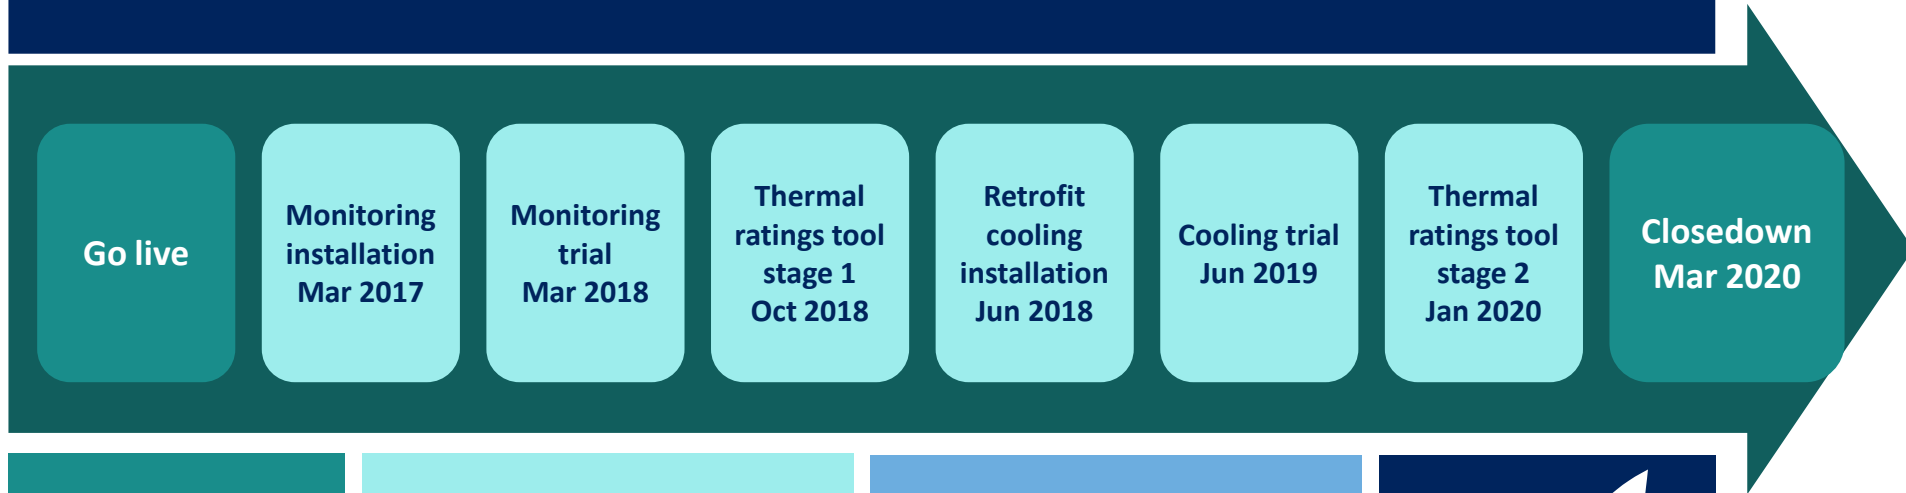 Go live
Monitoring
installation
Mar 2017
Monitoring
trial
Mar 2018
Thermal
ratings tool
stage 1
Oct 2018
Retrofit
cooling
installation
Jun 2018
Cooling trial
Jun 2019
Thermal
ratings tool
stage 2
Jan 2020
Closedown
Mar 2020